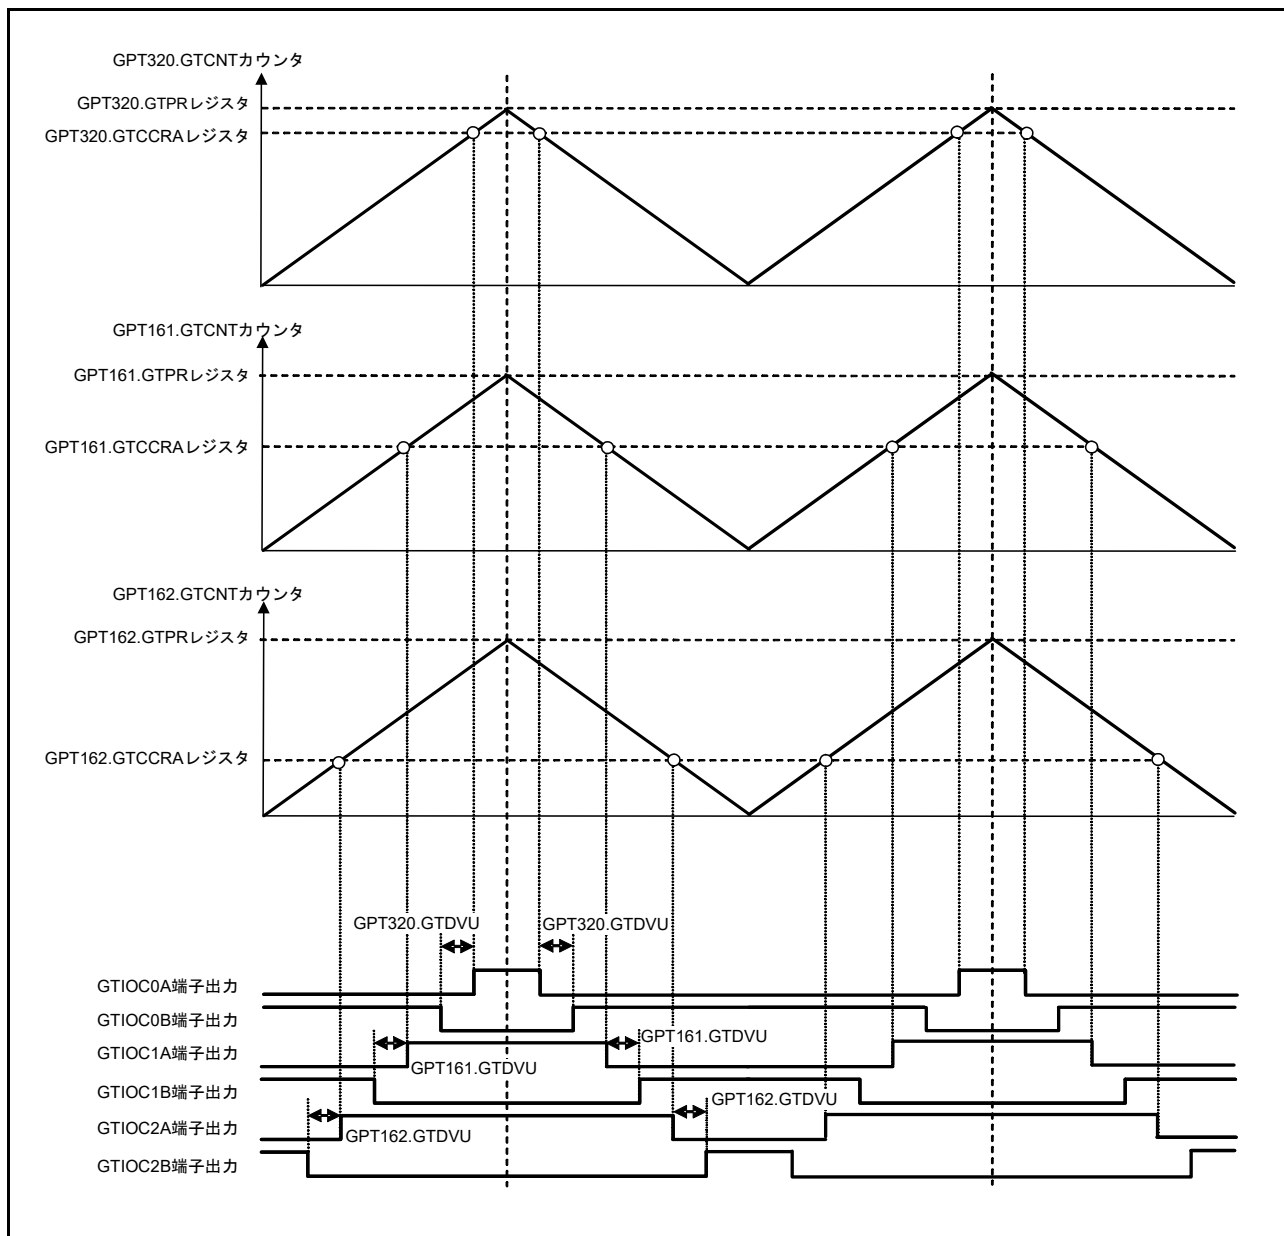 GPT320.GTCNTカウンタ
GPT320.GTPRレジスタ
GPT320.GTCCRAレジスタ
GPT161.GTCNTカウンタ
GPT161.GTPRレジスタ
GPT161.GTCCRAレジスタ
GPT162.GTCNTカウンタ
GPT162.GTPRレジスタ
GPT162.GTCCRAレジスタ
GPT320.GTDVU
GPT320.GTDVU
GTIOC0A端子出力
GTIOC0B端子出力
GPT161.GTDVU
GTIOC1A端子出力
GPT161.GTDVU
GTIOC1B端子出力
GPT162.GTDVU
GTIOC2A端子出力
GPT162.GTDVU
GTIOC2B端子出力